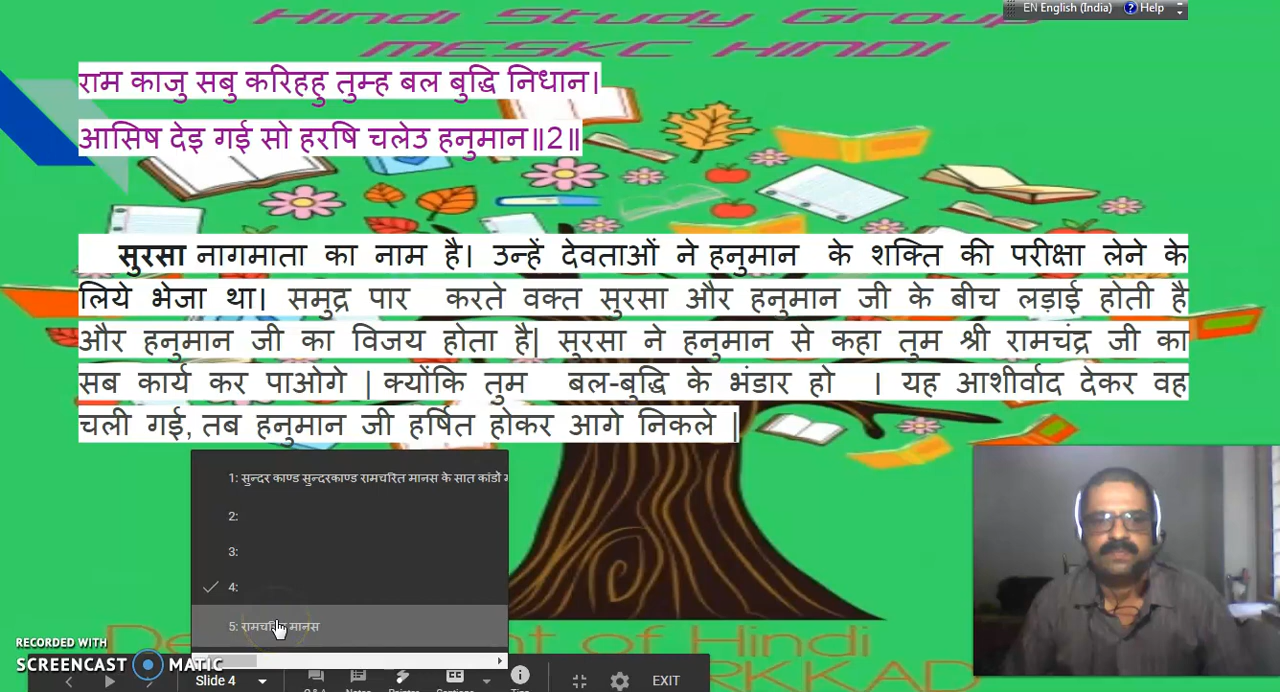 Hindi Study Group
EN English (India) Help
MESKC HINDI
राम काजु सबु करिहहु तुम्ह बल बुद्धि निधान।
आसिष देइ गई सो हरषि चलेउ हनुमान॥2॥
सुरसा नागमाता का नाम है। उन्हें देवताओं ने हनुमान के शक्ति की परीक्षा लेने के
लिये भेजा था। समुद्र पार करते वक्त सुरसा और हनुमान जी के बीच लड़ाई होती है
और हनुमान जी का विजय होता है| सुरसा ने हनुमान से कहा तुम श्री रामचंद्र जी का
सब कार्य कर पाओगे | क्योंकि तुम बल-बुद्धि के भंडार हो । यह आशीर्वाद देकर वह
चली गई, तब हनुमान जी हर्षित होकर आगे निकले |
1: सुन्दर काण्ड सुन्दरकाण्ड रामचरित मानस के सात कांडों
2:
3:
4:
5: रामचरित मानस
of Hindi
RECORDED WITH
SCREENCAST MATIC
Slide 4
EXIT